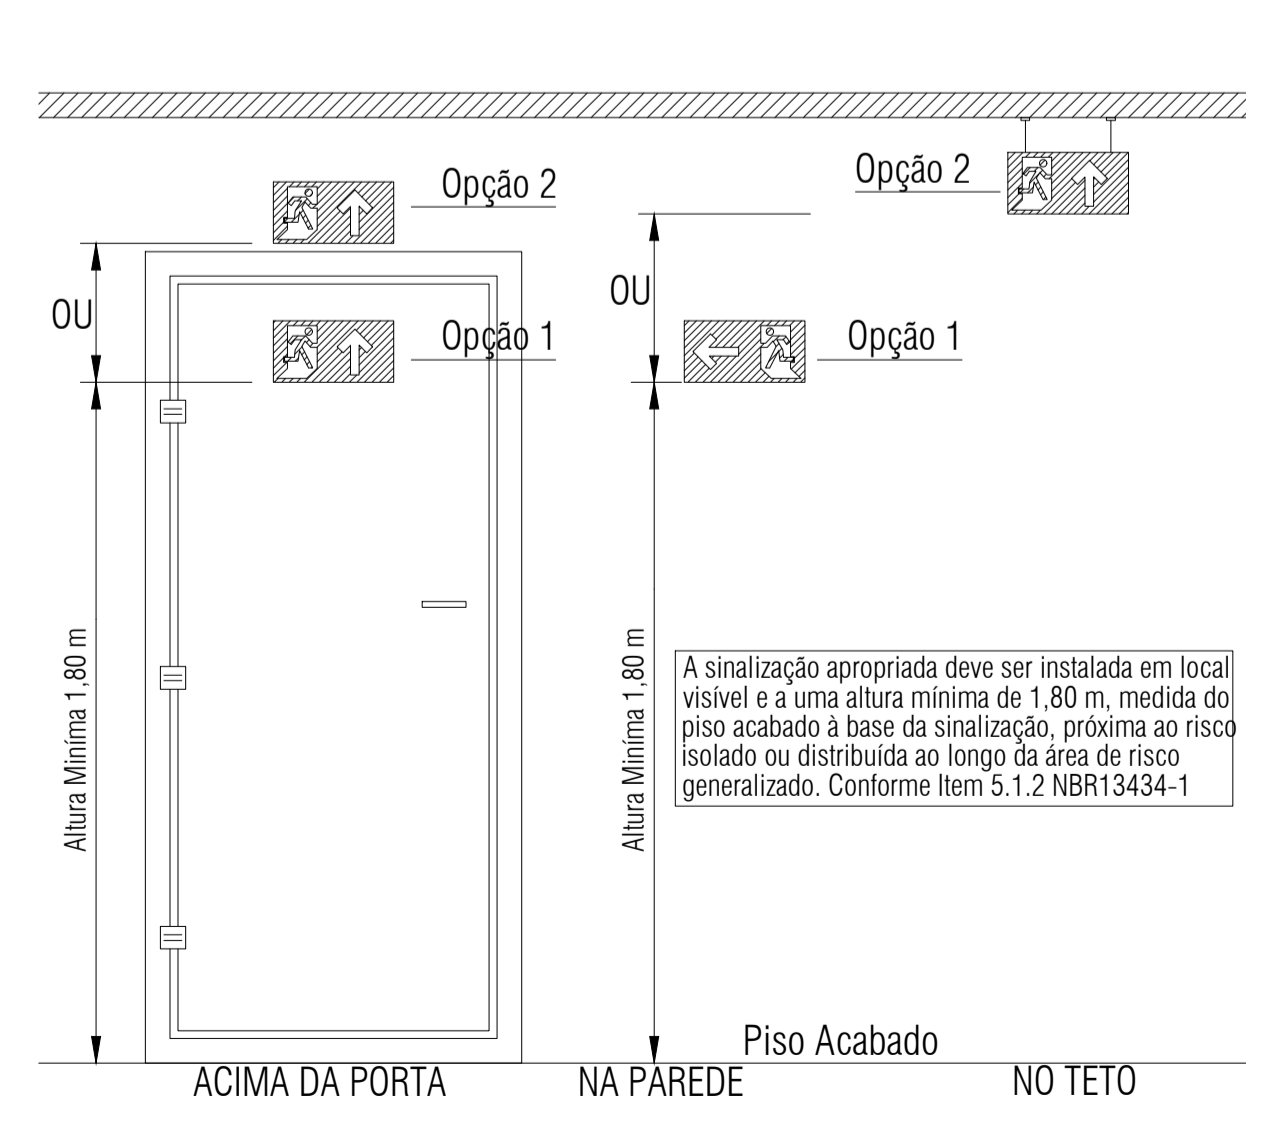 Opção 2
OU
Opção 1
Altura Miníma 1,80 m
ACIMA DA PORTA
Opção 2
OU
Opção 1
Altura Miníma 1,80 m
A sinalização apropriada deve ser instalada em local
visível e a uma altura mínima de 1,80 m, medida do
piso acabado à base da sinalização, próxima ao risco
isolado ou distribuída ao longo da área de risco
generalizado. Conforme Item 5.1.2 NBR13434-1
Piso Acabado
NA PAREDE
NO TETO